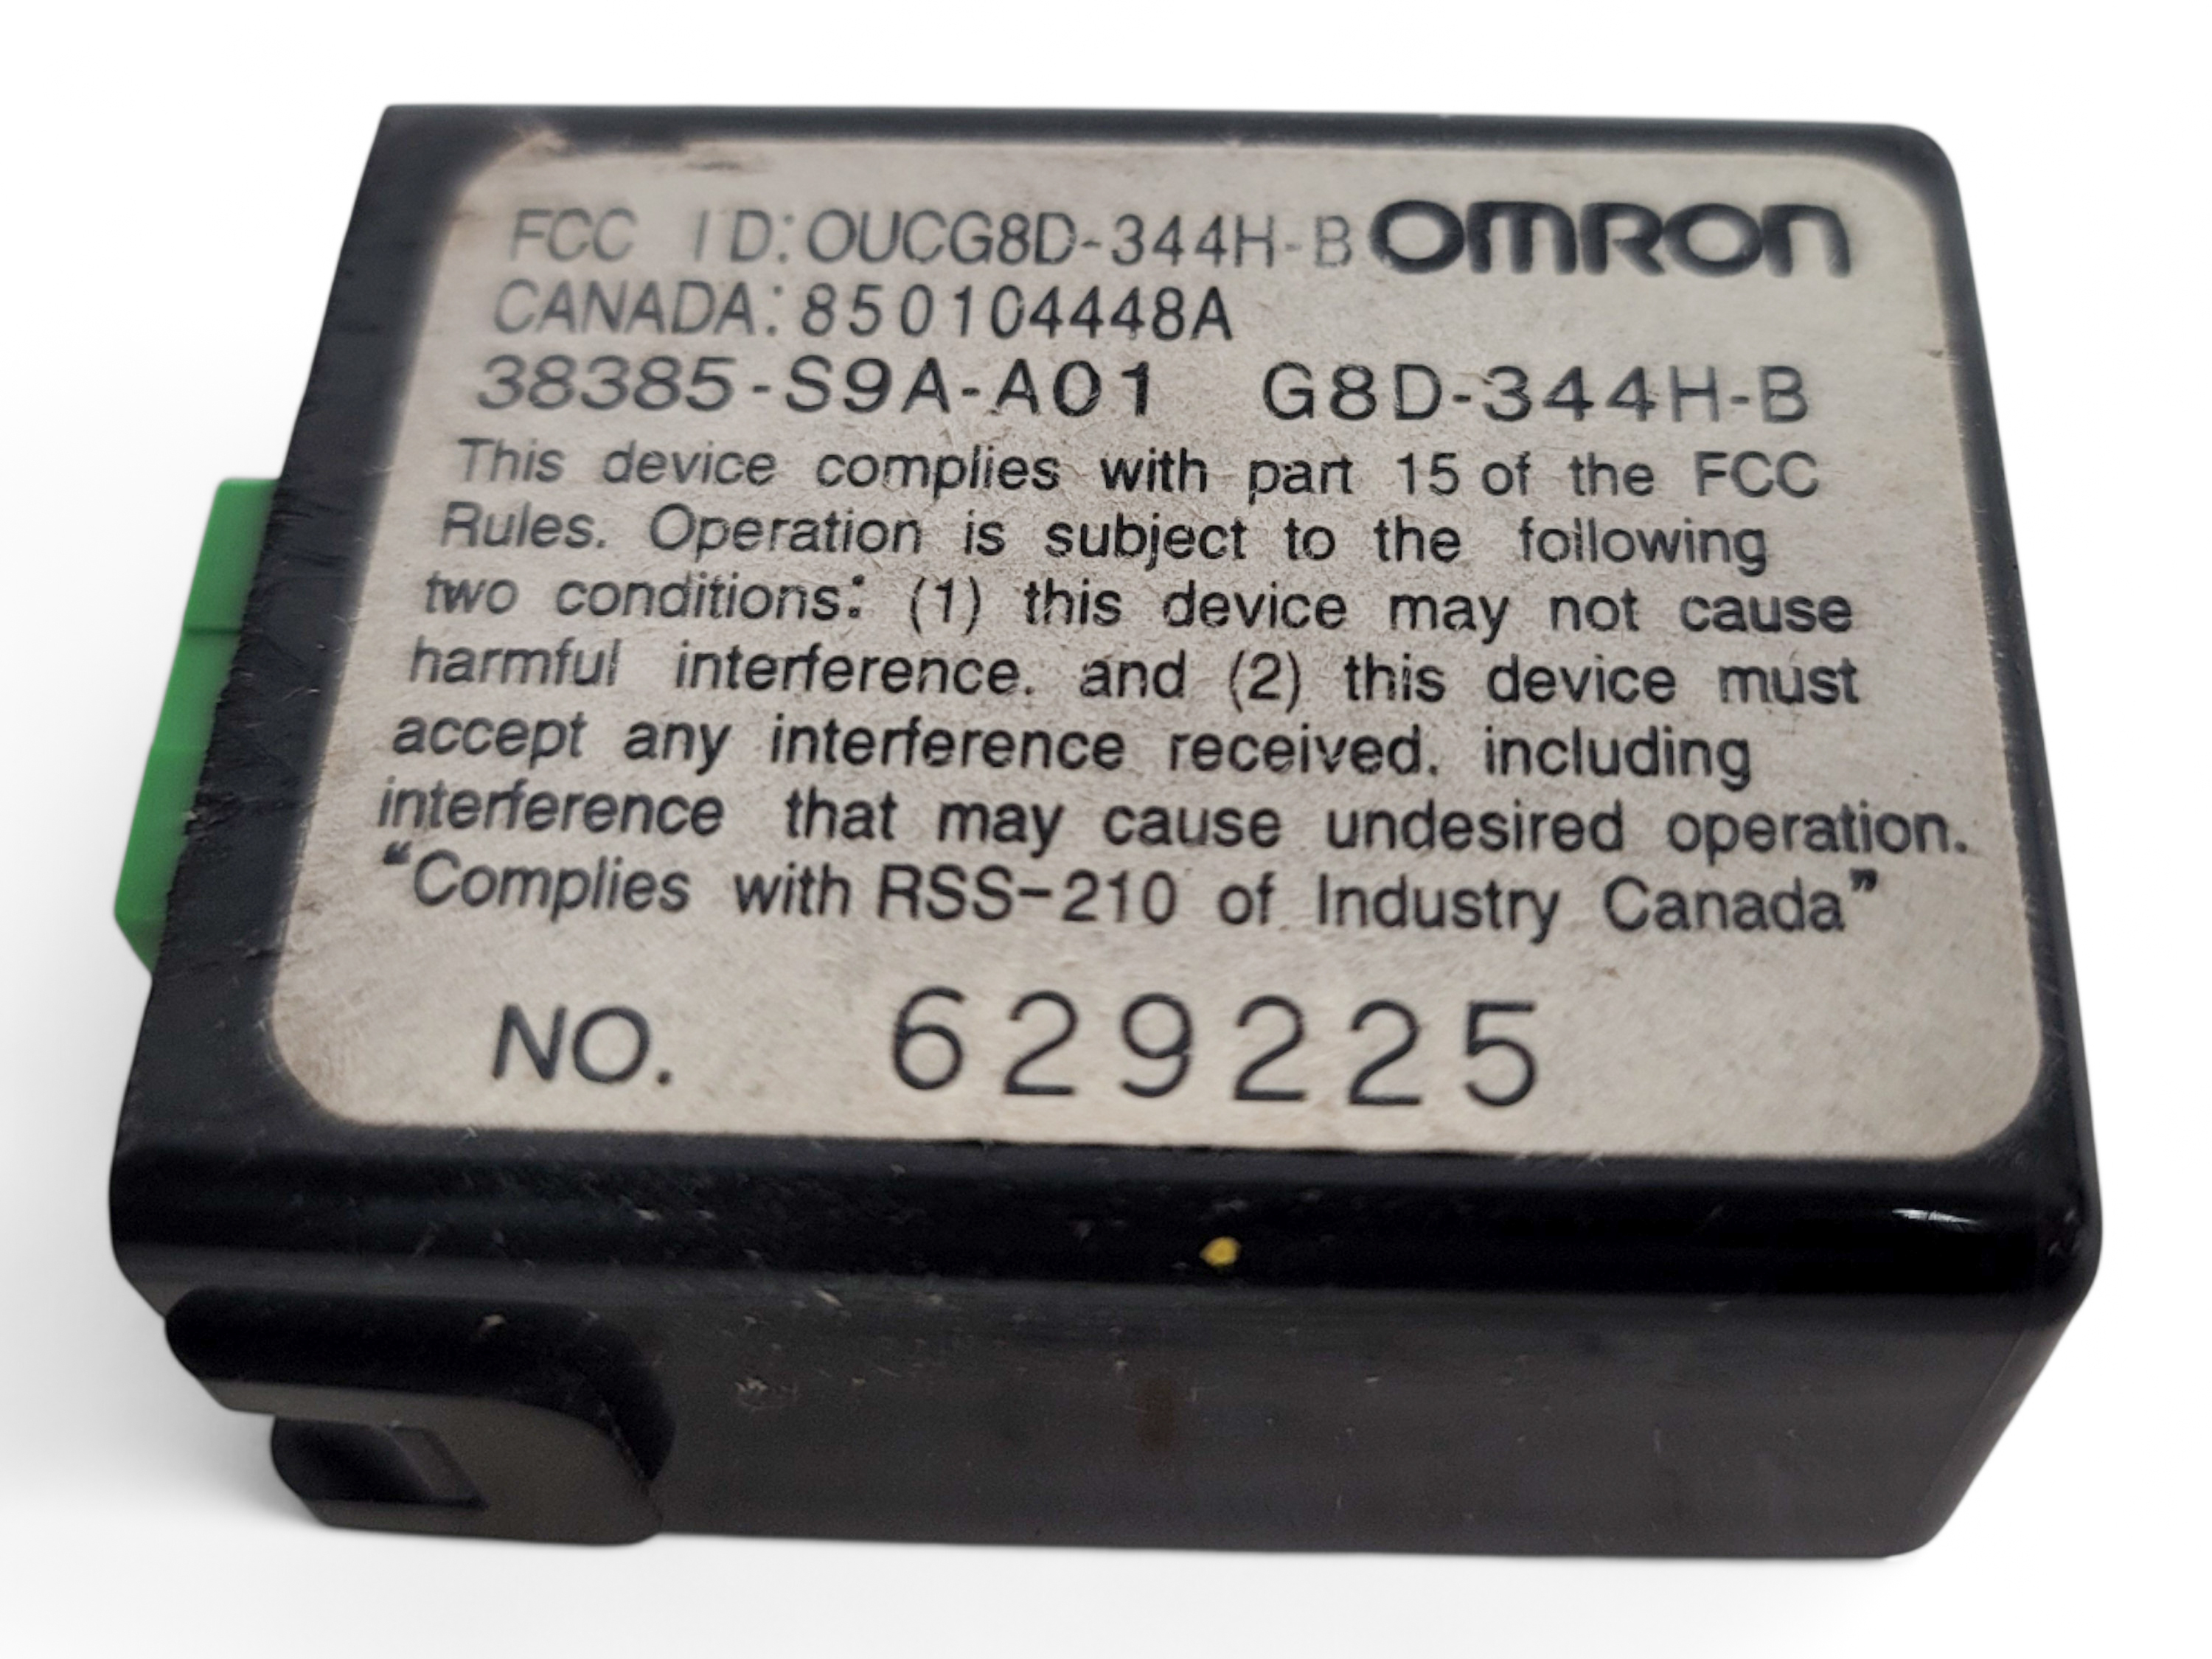 FCC ID:OUCG8D-344H-B OMRON
CANADA:850104448A
38385-S9A-A01 G8D-344H-B
This device complies with part 15 of the FCC
Rules. Operation is subject to the following
two conditions: (1) this device may not cause
harmful interference. and (2) this device must
accept any interference received. including
interference that may cause undesired operation.
“Complies with RSS-210 of Industry Canada”
NO. 629225